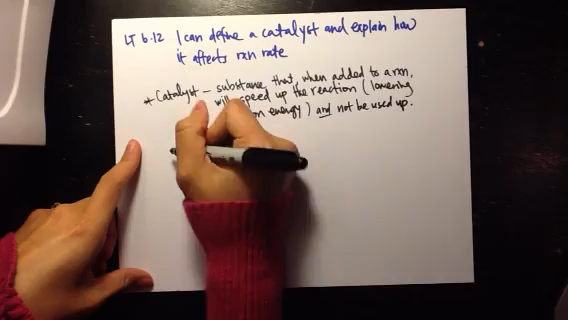 LT 6.12 I can define a catalyst and explain how
it affects rxn rate
* Catalyst - substance that, when added to a rxn,
will speed up the reaction (lowering
on energy) and not be used up.